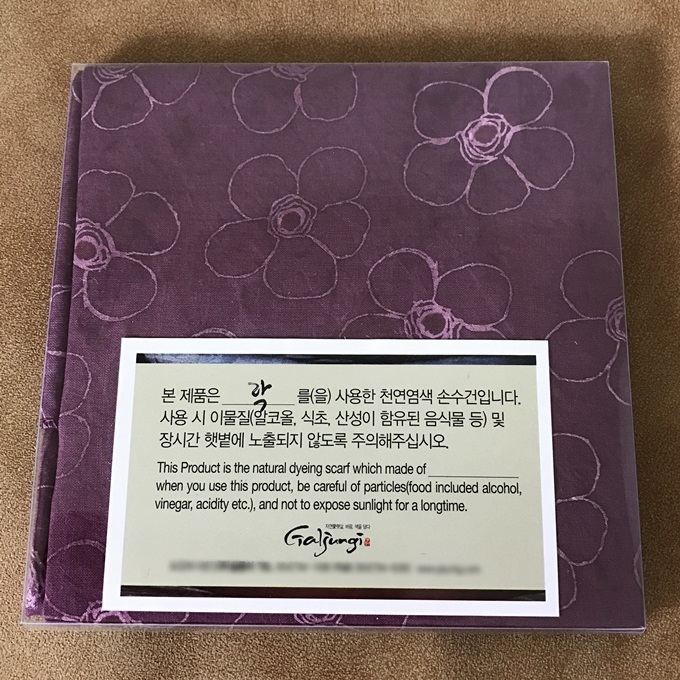 본 제품은 락 를(을) 사용한 천연염색 손수건입니다.
사용 시 이물질(알코올, 식초, 산성이 함유된 음식물 등) 및
장시간 햇볕에 노출되지 않도록 주의해주십시오.
This Product is the natural dyeing scarf which made of
when you use this product, be careful of particles(food included alcohol,
vinegar, acidity etc.), and not to expose sunlight for a longtime.
Galjungi